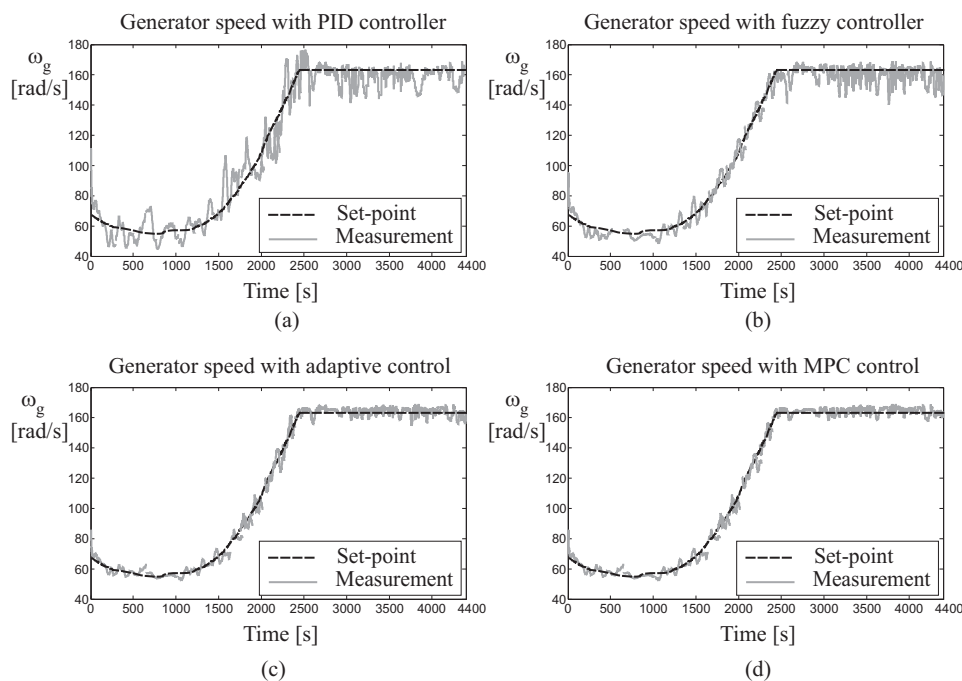 Generator speed with PID controller
ω_g
[rad/s]
180
160
140
120
100
80
60
40
0
500
1000
1500
2000
2500
3000
3500
4000
4400
Set-point
Measurement
Time [s]
(a)
Generator speed with fuzzy controller
ω_g
[rad/s]
180
160
140
120
100
80
60
40
0
500
1000
1500
2000
2500
3000
3500
4000
4400
Set-point
Measurement
Time [s]
(b)
Generator speed with adaptive control
ω_g
[rad/s]
180
160
140
120
100
80
60
40
0
500
1000
1500
2000
2500
3000
3500
4000
4400
Set-point
Measurement
Time [s]
(c)
Generator speed with MPC control
ω_g
[rad/s]
180
160
140
120
100
80
60
40
0
500
1000
1500
2000
2500
3000
3500
4000
4400
Set-point
Measurement
Time [s]
(d)